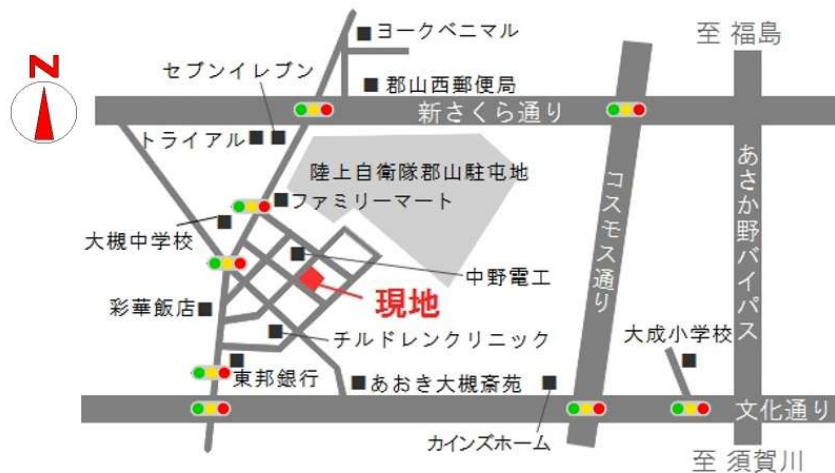 ヨークベニマル
至 福島
N
セブンイレブン
郡山西郵便局
新さくら通り
トライアル
陸上自衛隊郡山駐屯地
ファミリーマート
あさか野バイパス
コスモス通り
大槻中学校
中野電工
現地
彩華飯店
チルドレンクリニック
大成小学校
東邦銀行
あおき大槻斎苑
文化通り
カインズホーム
至 須賀川